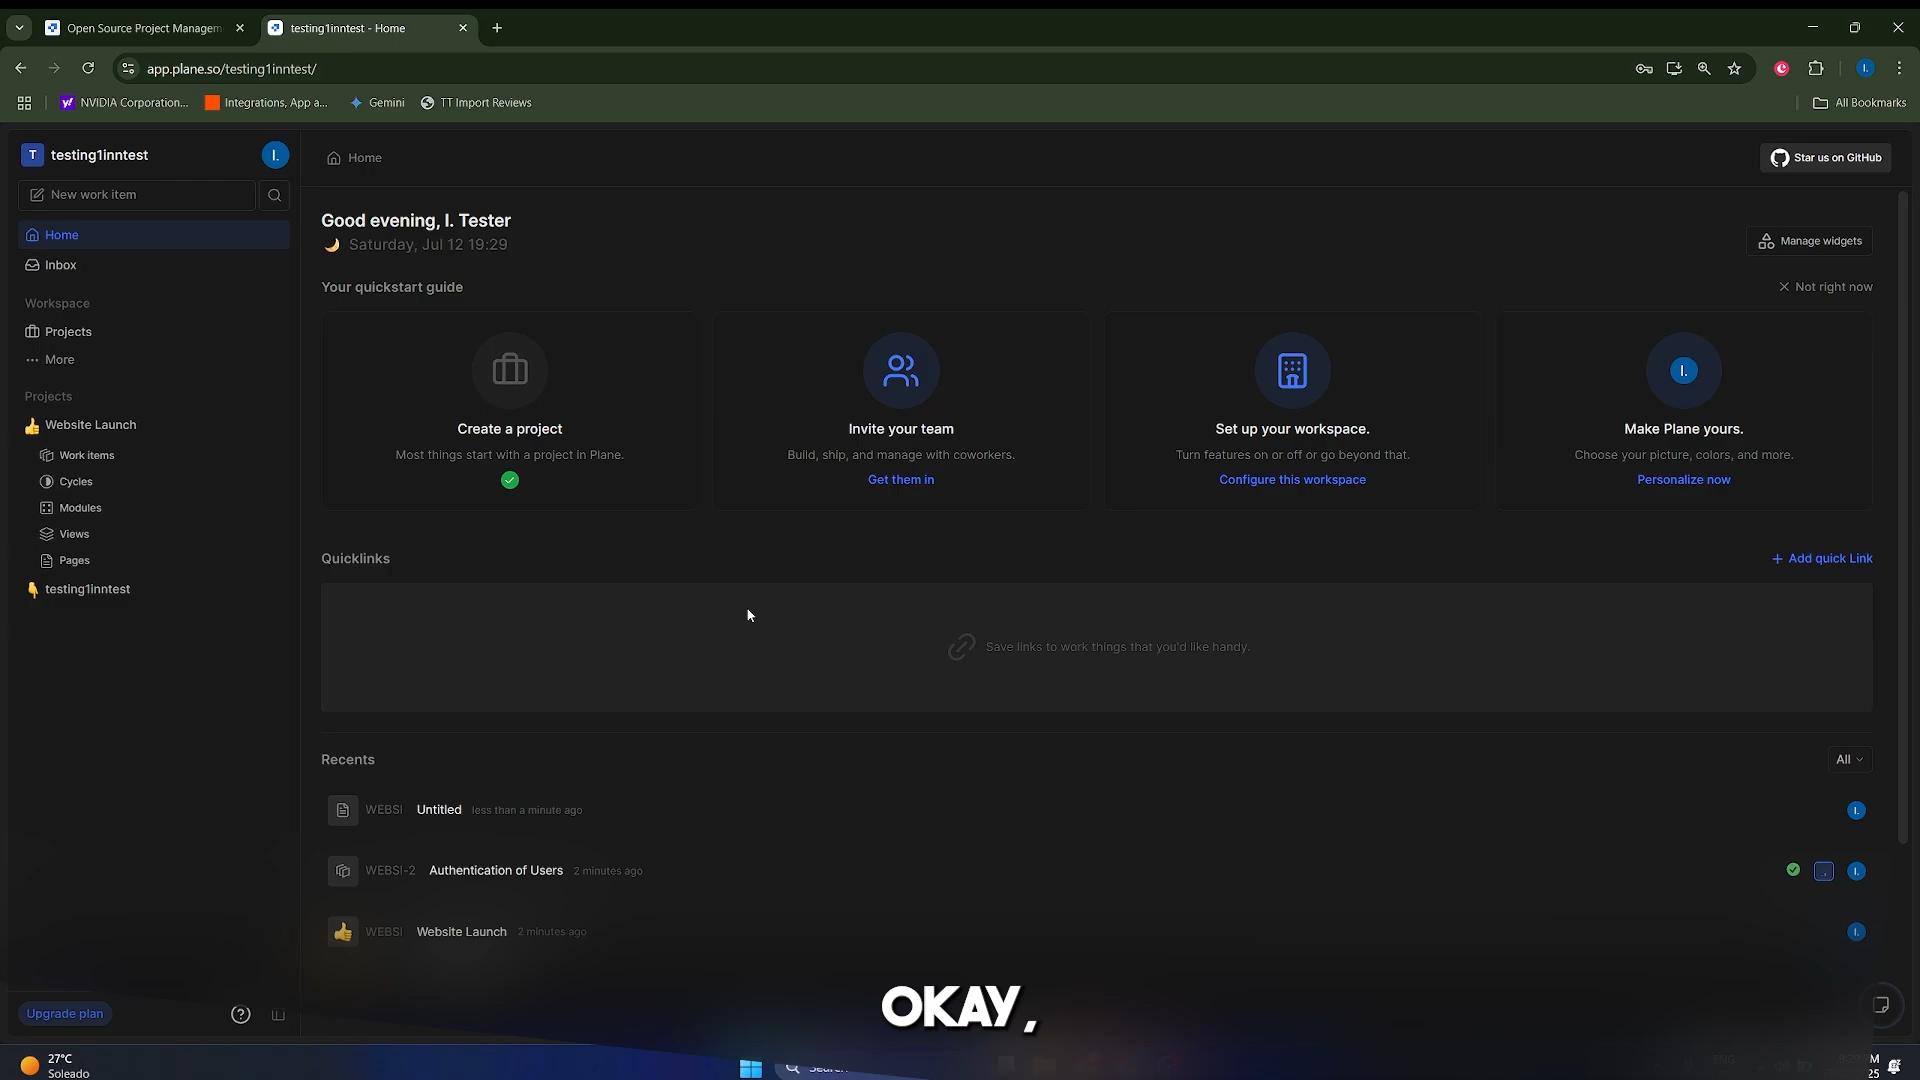 Open Source Project Managem
testing1inntest - Home
app.plane.so/testing1inntest/
NVIDIA Corporation...
Integrations, App a...
Gemini
TT Import Reviews
All Bookmarks
T testing1inntest
I.
Home
Star us on GitHub
New work item
Good evening, I. Tester
Saturday, Jul 12 19:29
Manage widgets
Home
Inbox
Your quickstart guide
Not right now
Workspace
Projects
More
Projects
Website Launch
Work items
Cycles
Modules
Views
Pages
testing1inntest
Create a project
Most things start with a project in Plane.
Invite your team
Build, ship, and manage with coworkers.
Get them in
Set up your workspace.
Turn features on or off or go beyond that.
Configure this workspace
I.
Make Plane yours.
Choose your picture, colors, and more.
Personalize now
Quicklinks
Add quick Link
Save links to work things that you'd like handy.
Recents
All
WEBSI Untitled less than a minute ago
I.
WEBSI-2 Authentication of Users 2 minutes ago
I.
WEBSI Website Launch 2 minutes ago
I.
OKAY,
Upgrade plan
27°C
Soleado
ENG